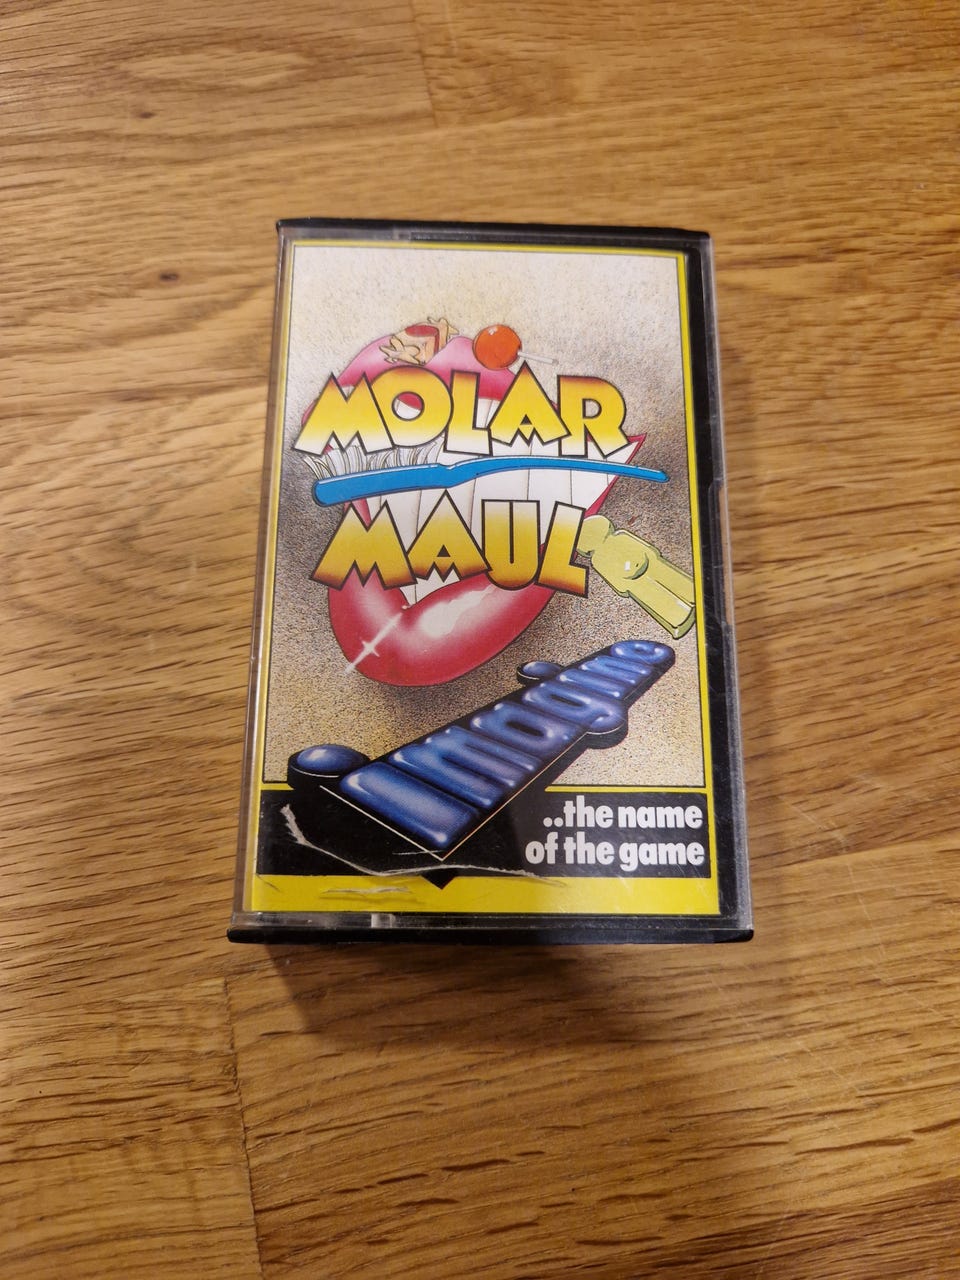 MOLAR
MAUL
Imagine
..the name
of the game